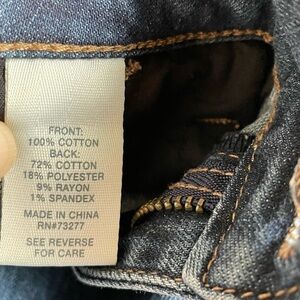 FRONT:
100% COTTON
BACK:
72% COTTON
18% POLYESTER
9% RAYON
1% SPANDEX
MADE IN CHINA
RN#73277
SEE REVERSE
FOR CARE